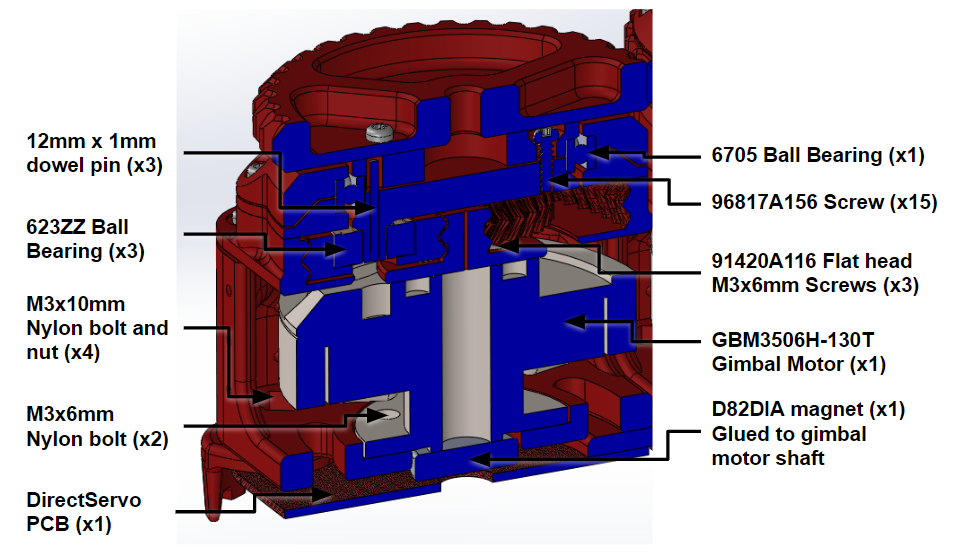 12mm x 1mm
dowel pin (x3)
623ZZ Ball
Bearing (x3)
M3x10mm
Nylon bolt and
nut (x4)
M3x6mm
Nylon bolt (x2)
DirectServo
PCB (x1)
6705 Ball Bearing (x1)
96817A156 Screw (x15)
91420A116 Flat head
M3x6mm Screws (x3)
GBM3506H-130T
Gimbal Motor (x1)
D82DIA magnet (x1)
Glued to gimbal
motor shaft